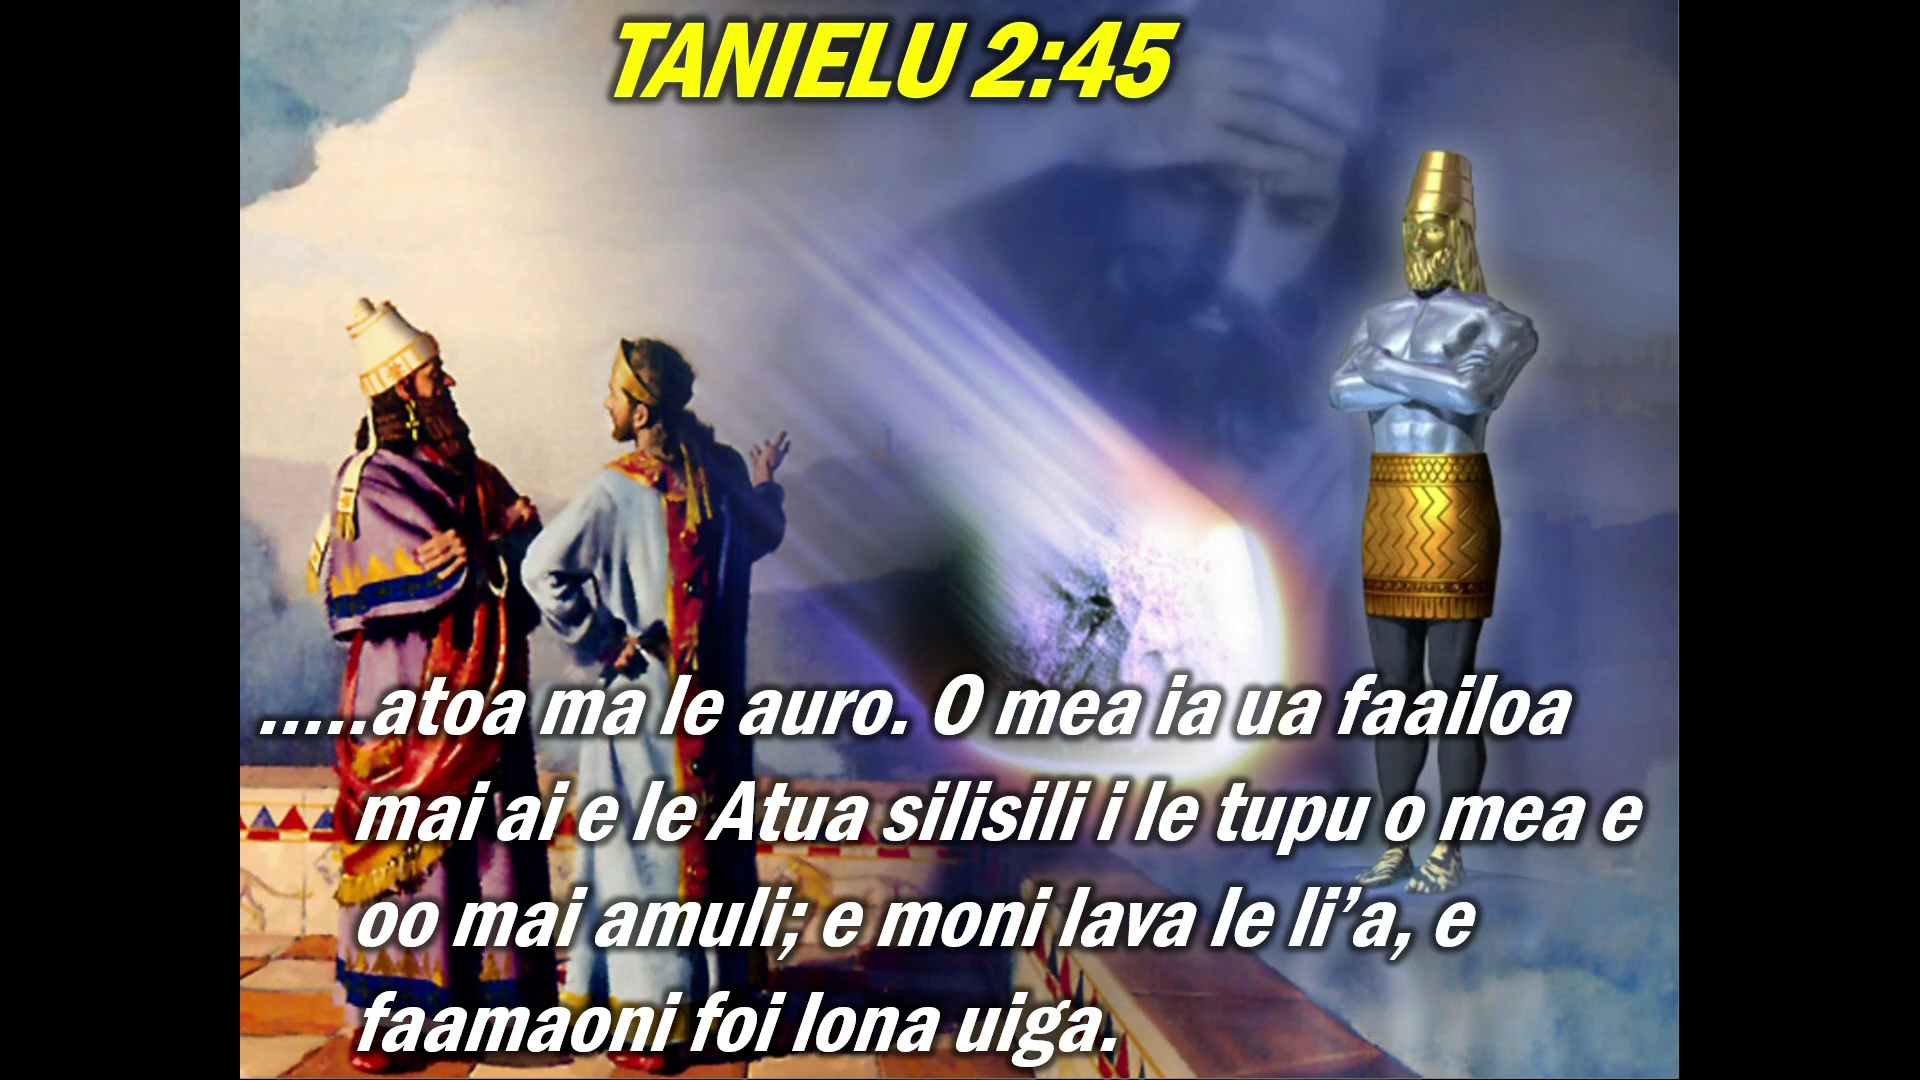 TANIELU 2:45
.....atoa ma le auro. O mea ia ua faailoa
mai ai e le Atua silisili i le tupu o mea e
oo mai amuli; e moni lava le li’a, e
faamaoni foi lona uiga.